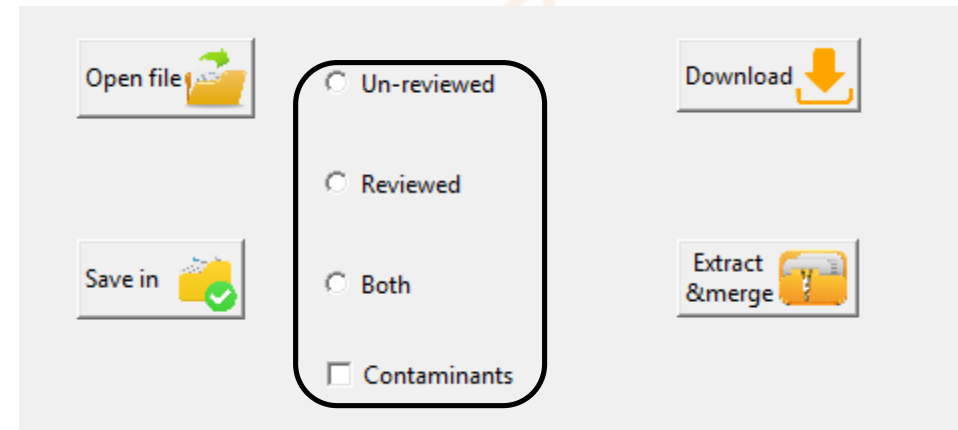 Open file
Un-reviewed
Download
Reviewed
Save in
Both
Extract
&merge
Contaminants